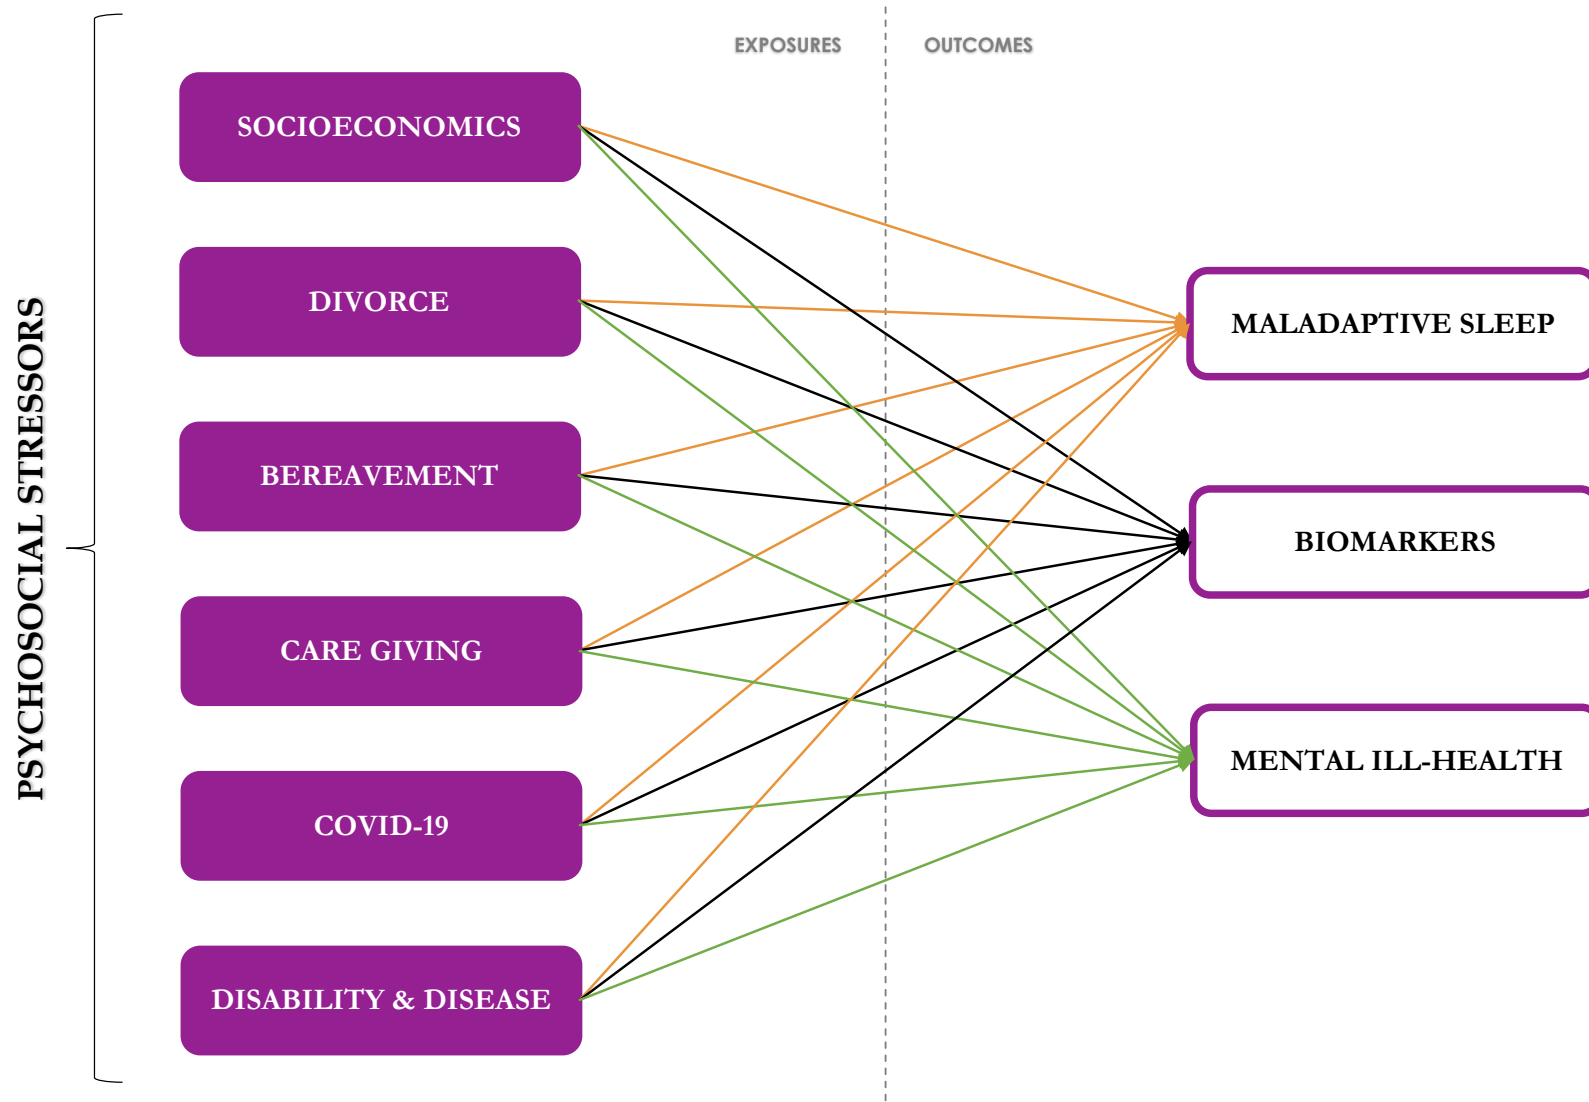 EXPOSURES
OUTCOMES
PSYCHOSOCIAL STRESSORS
SOCIOECONOMICS
DIVORCE
BEREAVEMENT
CARE GIVING
COVID-19
DISABILITY & DISEASE
MALADAPTIVE SLEEP
BIOMARKERS
MENTAL ILL-HEALTH